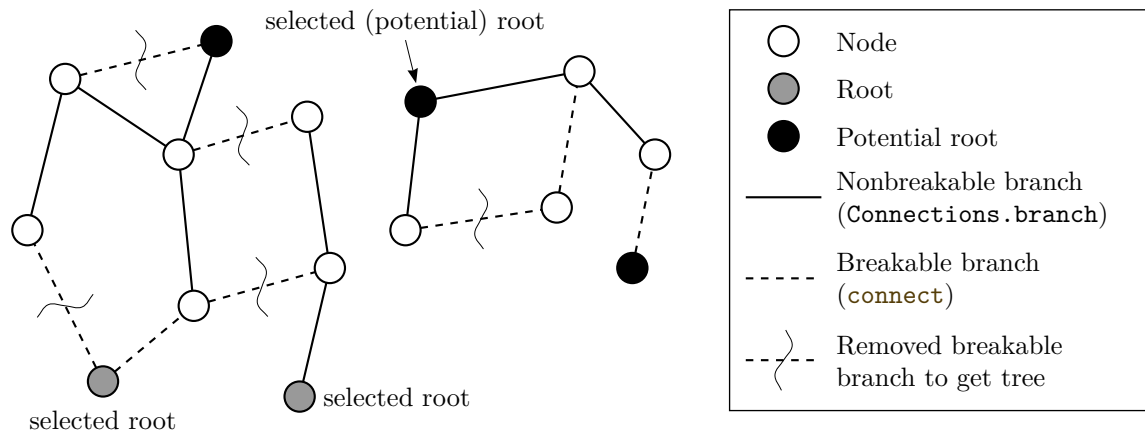 selected (potential) root
selected root
selected root
Node
Root
Potential root
Nonbreakable branch
(Connections.branch)
Breakable branch
(connect)
Removed breakable
branch to get tree